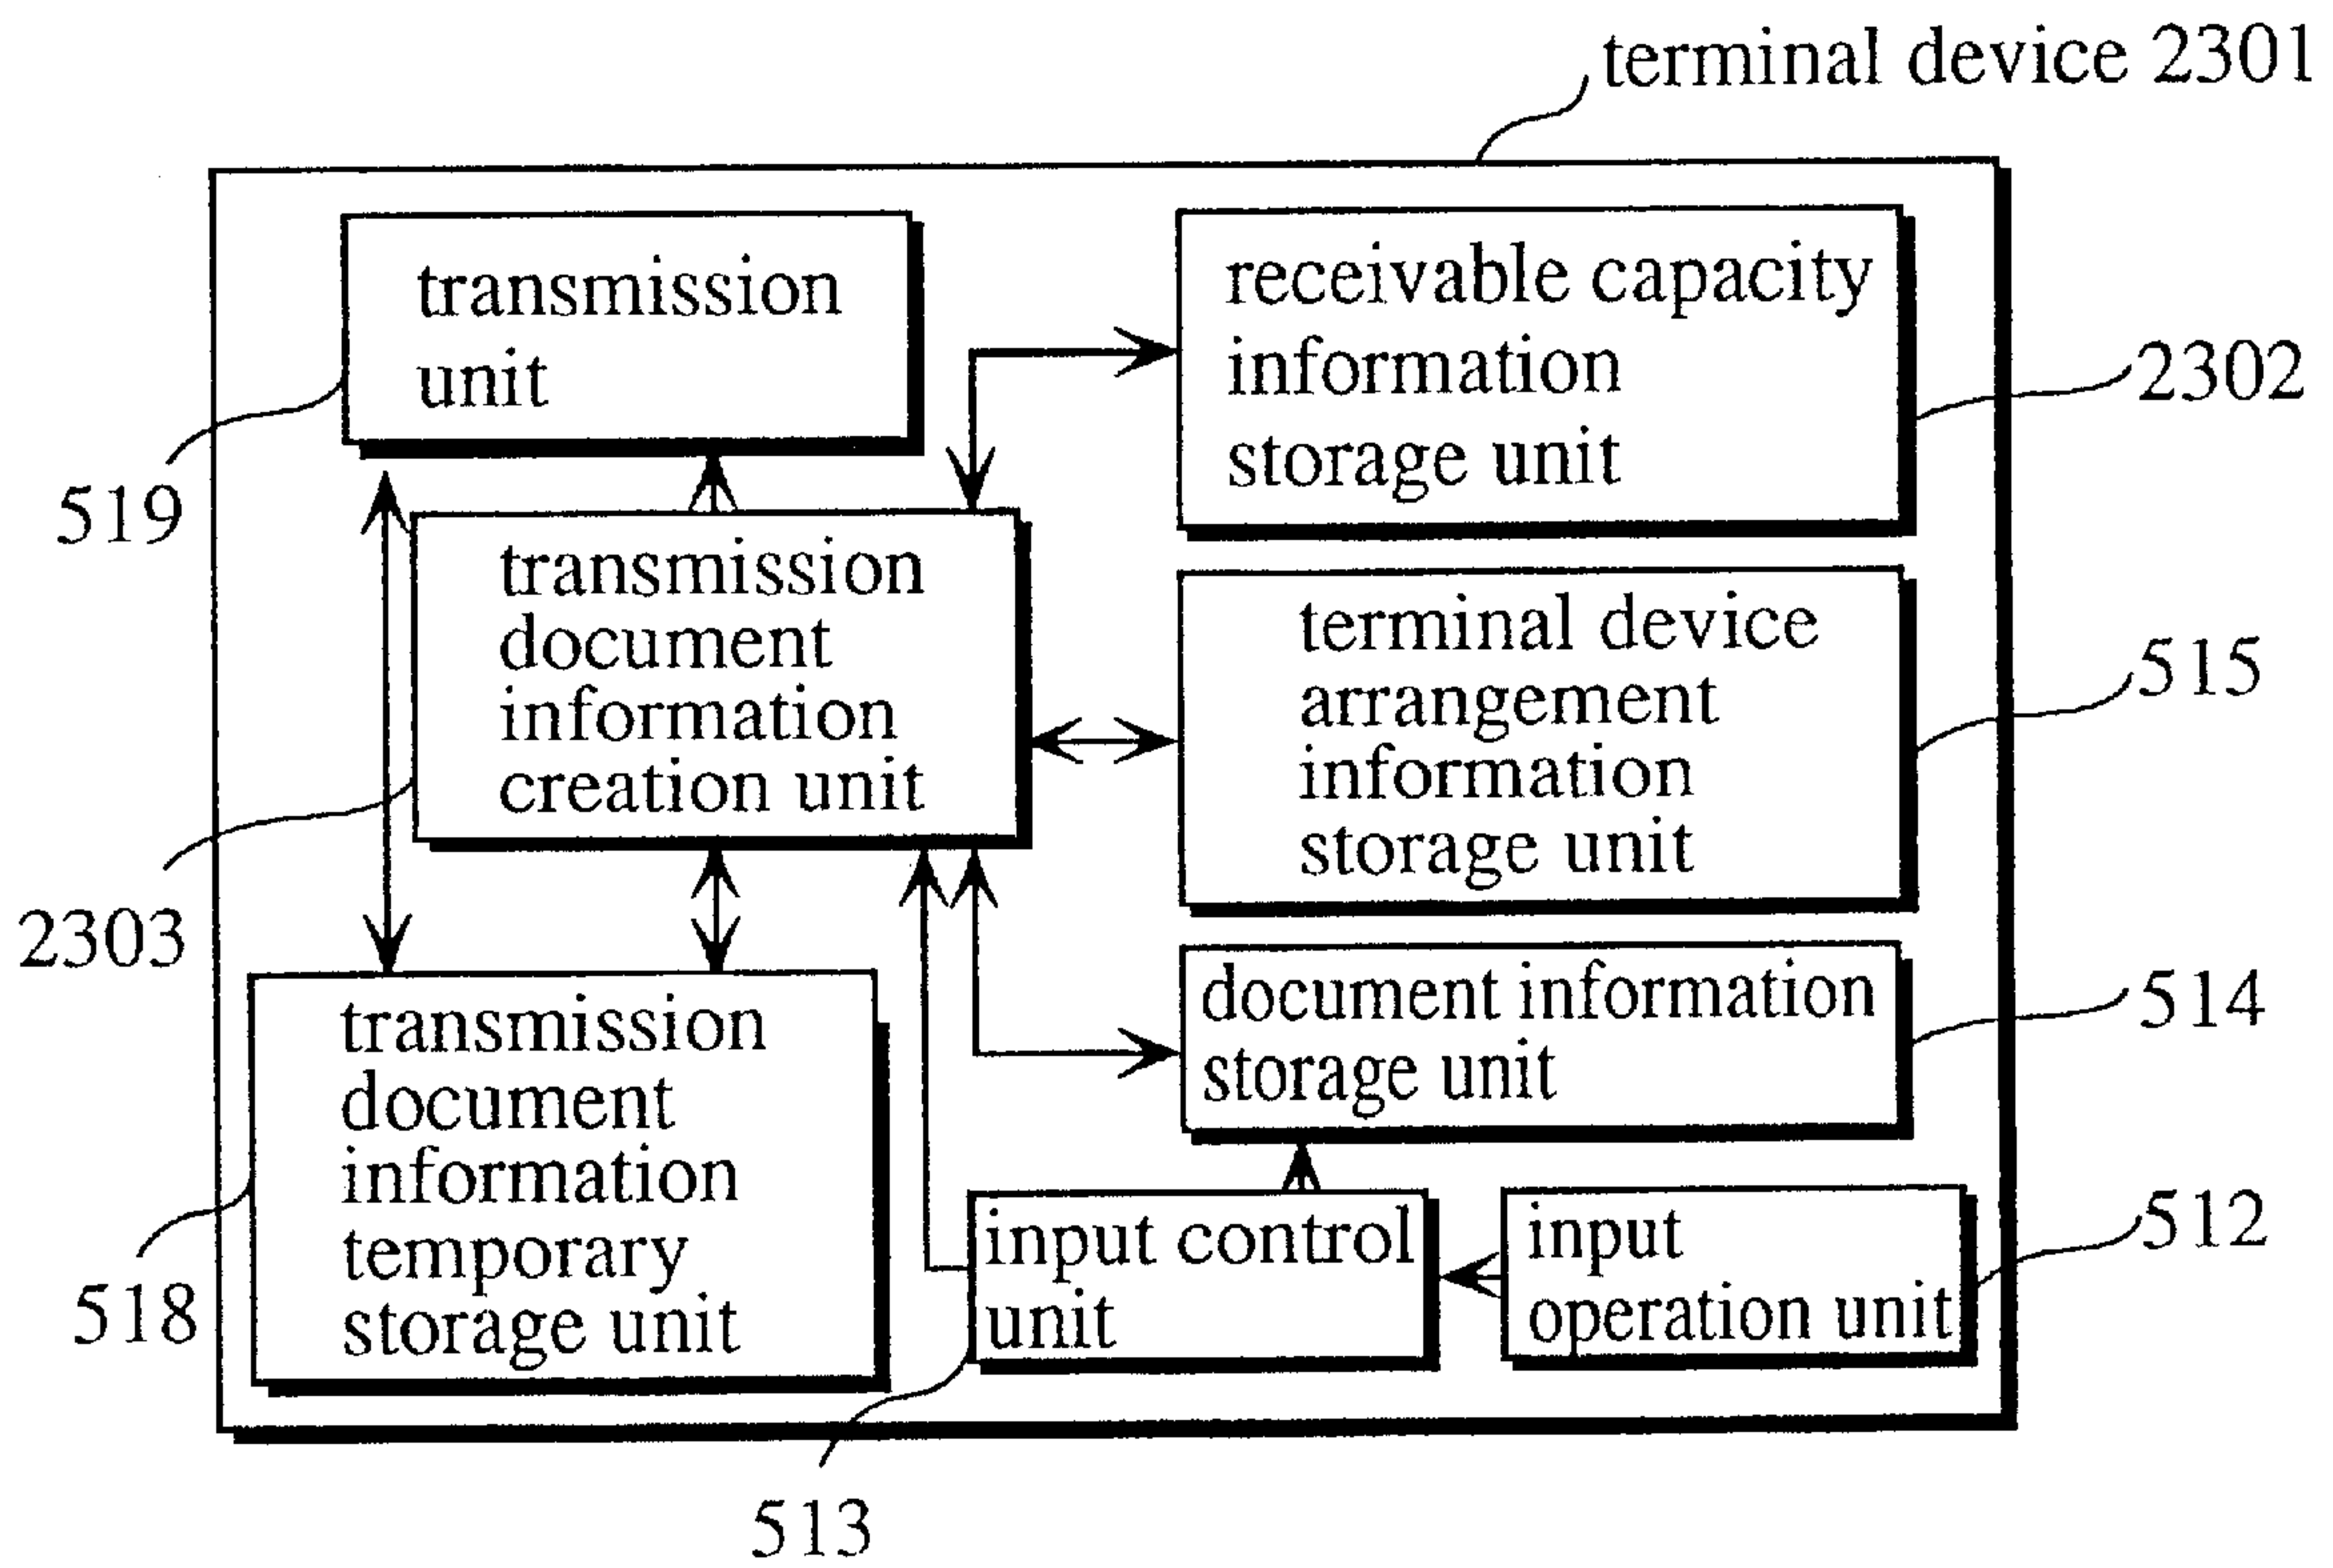 terminal device 2301
transmission
unit
519
receivable capacity
information
storage unit
2302
transmission
document
information
creation unit
2303
terminal device
arrangement
information
storage unit
515
document information
storage unit
514
transmission
document
information
temporary
storage unit
518
input control
unit
513
input
operation unit
512